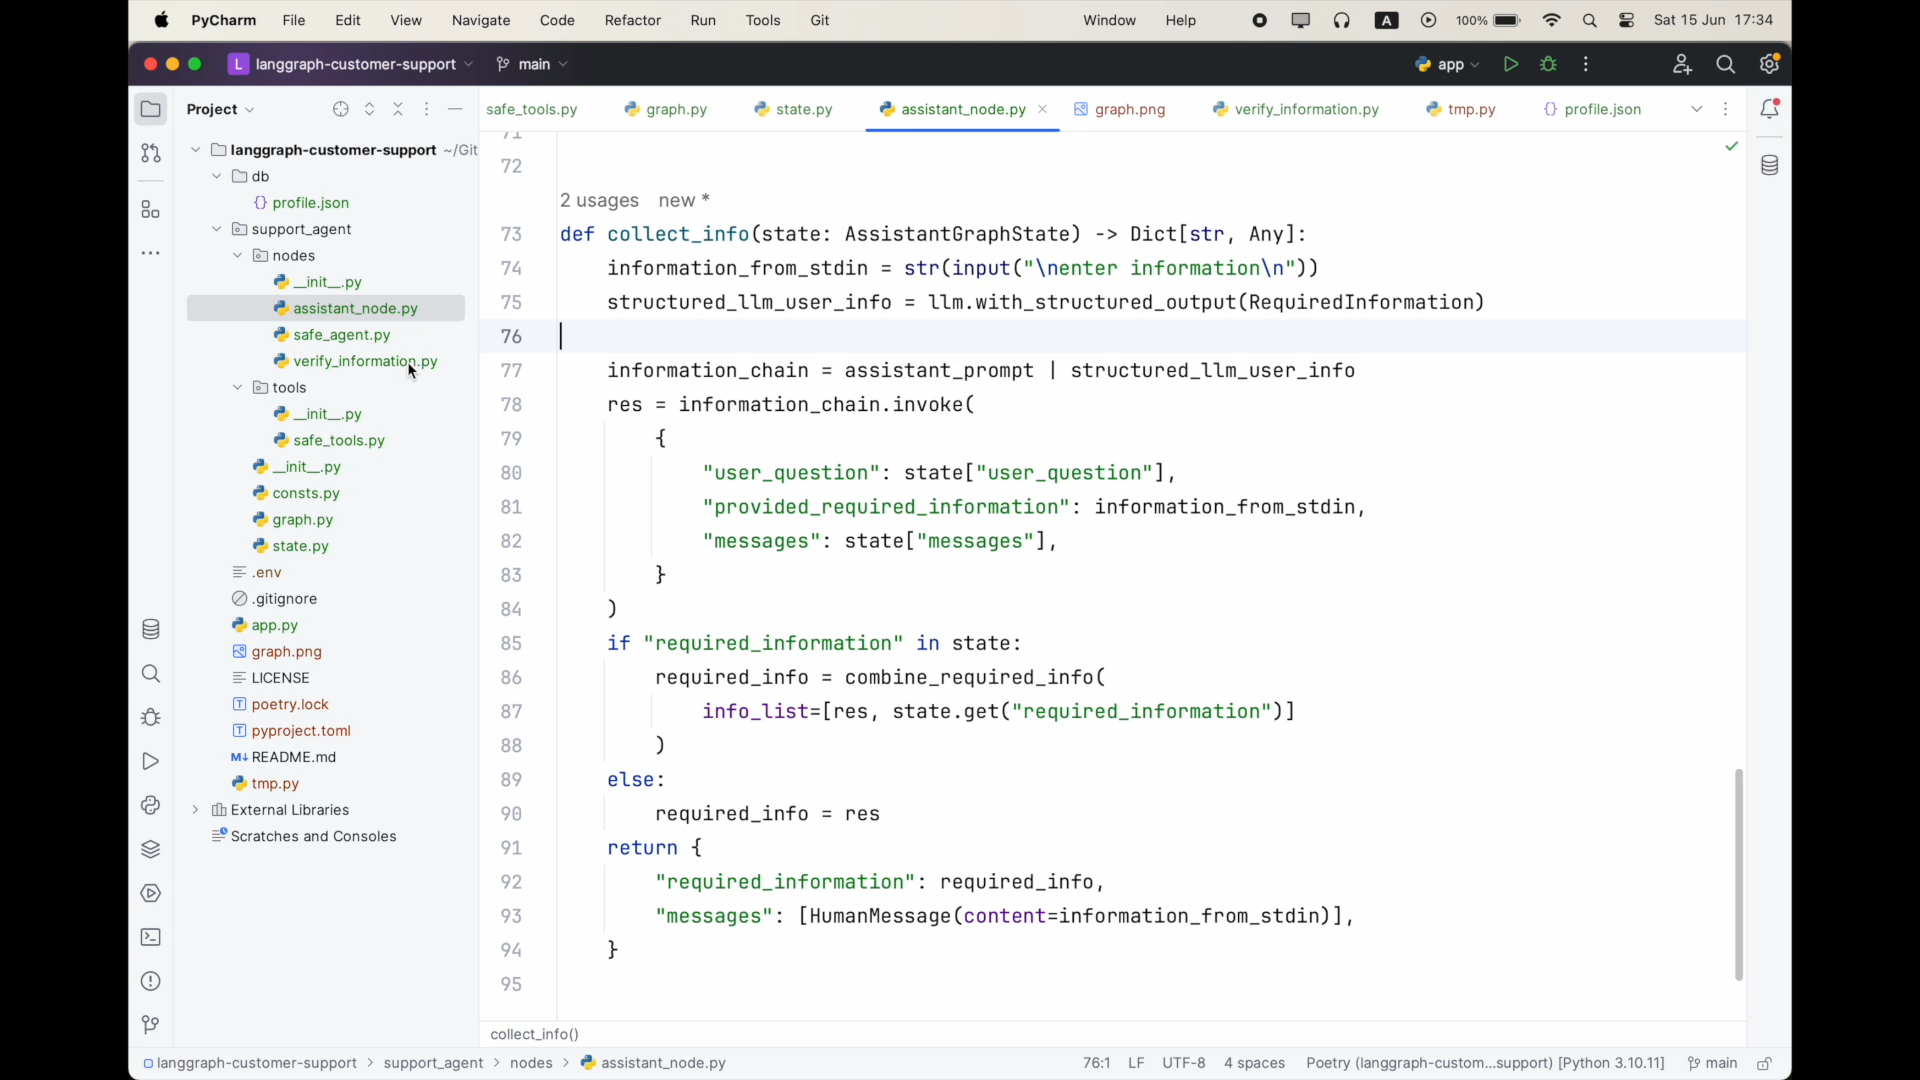 PyCharm File Edit View Navigate Code Refactor Run Tools Git Window Help A 100% Sat 15 Jun 17:34
L langgraph-customer-support main app
Project
safe_tools.py graph.py state.py assistant_node.py graph.png verify_information.py tmp.py profile.json
langgraph-customer-support ~/Git
db
profile.json
support_agent
nodes
__init__.py
assistant_node.py
safe_agent.py
verify_information.py
tools
__init__.py
safe_tools.py
__init__.py
consts.py
graph.py
state.py
.env
.gitignore
app.py
graph.png
LICENSE
poetry.lock
pyproject.toml
README.md
tmp.py
External Libraries
Scratches and Consoles
71
72
2 usages new *
73 def collect_info(state: AssistantGraphState) -> Dict[str, Any]:
74 information_from_stdin = str(input("\nenter information\n"))
75 structured_llm_user_info = llm.with_structured_output(RequiredInformation)
76
77 information_chain = assistant_prompt | structured_llm_user_info
78 res = information_chain.invoke(
79 {
80 "user_question": state["user_question"],
81 "provided_required_information": information_from_stdin,
82 "messages": state["messages"],
83 }
84 )
85 if "required_information" in state:
86 required_info = combine_required_info(
87 info_list=[res, state.get("required_information")]
88 )
89 else:
90 required_info = res
91 return {
92 "required_information": required_info,
93 "messages": [HumanMessage(content=information_from_stdin)],
94 }
95
collect_info()
langgraph-customer-support > support_agent > nodes > assistant_node.py 76:1 LF UTF-8 4 spaces Poetry (langgraph-custom...support) [Python 3.10.11] main